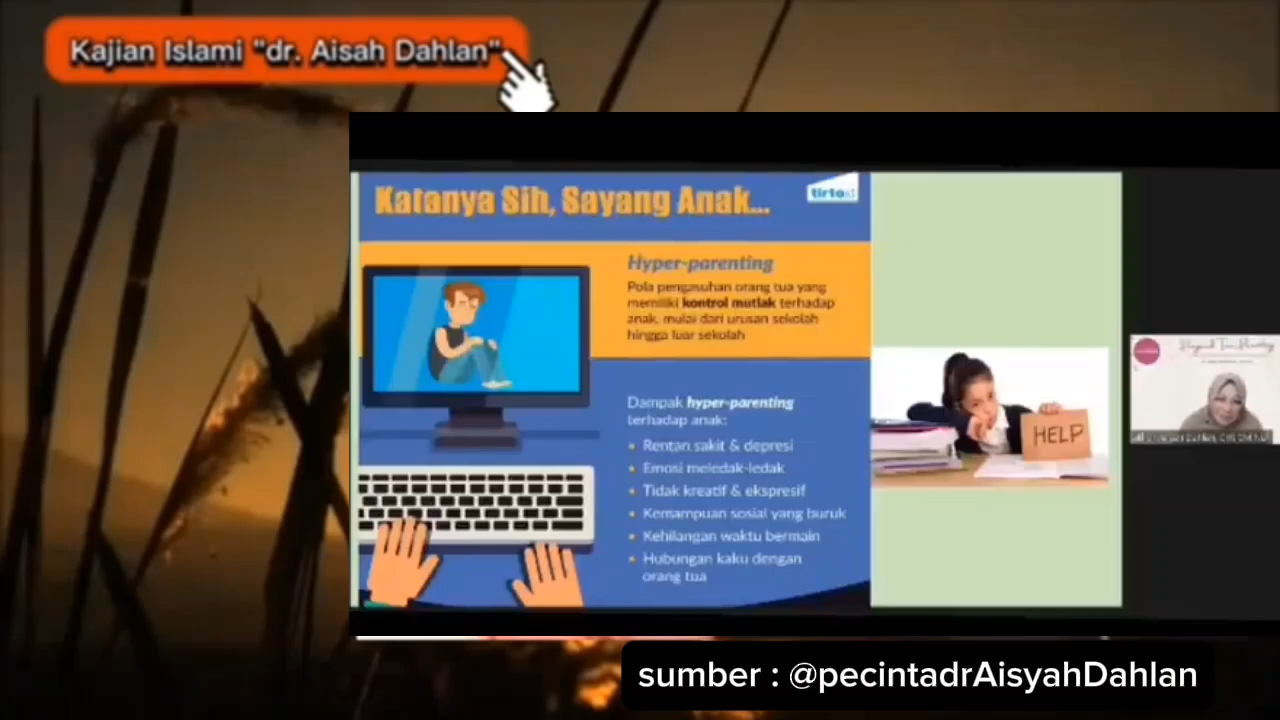 Kajian Islami "dr. Aisah Dahlan"
Katanya Sih, Sayang Anak...
tirto.id
Hyper-parenting
Pola pengasuhan orang tua yang
memiliki kontrol mutlak terhadap
anak, mulai dari urusan sekolah
hingga luar sekolah
Dampak hyper-parenting
terhadap anak:
• Rentan sakit & depresi
• Emosi meledak-ledak
• Tidak kreatif & ekspresif
• Kemampuan sosial yang buruk
• Kehilangan waktu bermain
• Hubungan kaku dengan
orang tua
HELP
sumber : @pecintadrAisyahDahlan